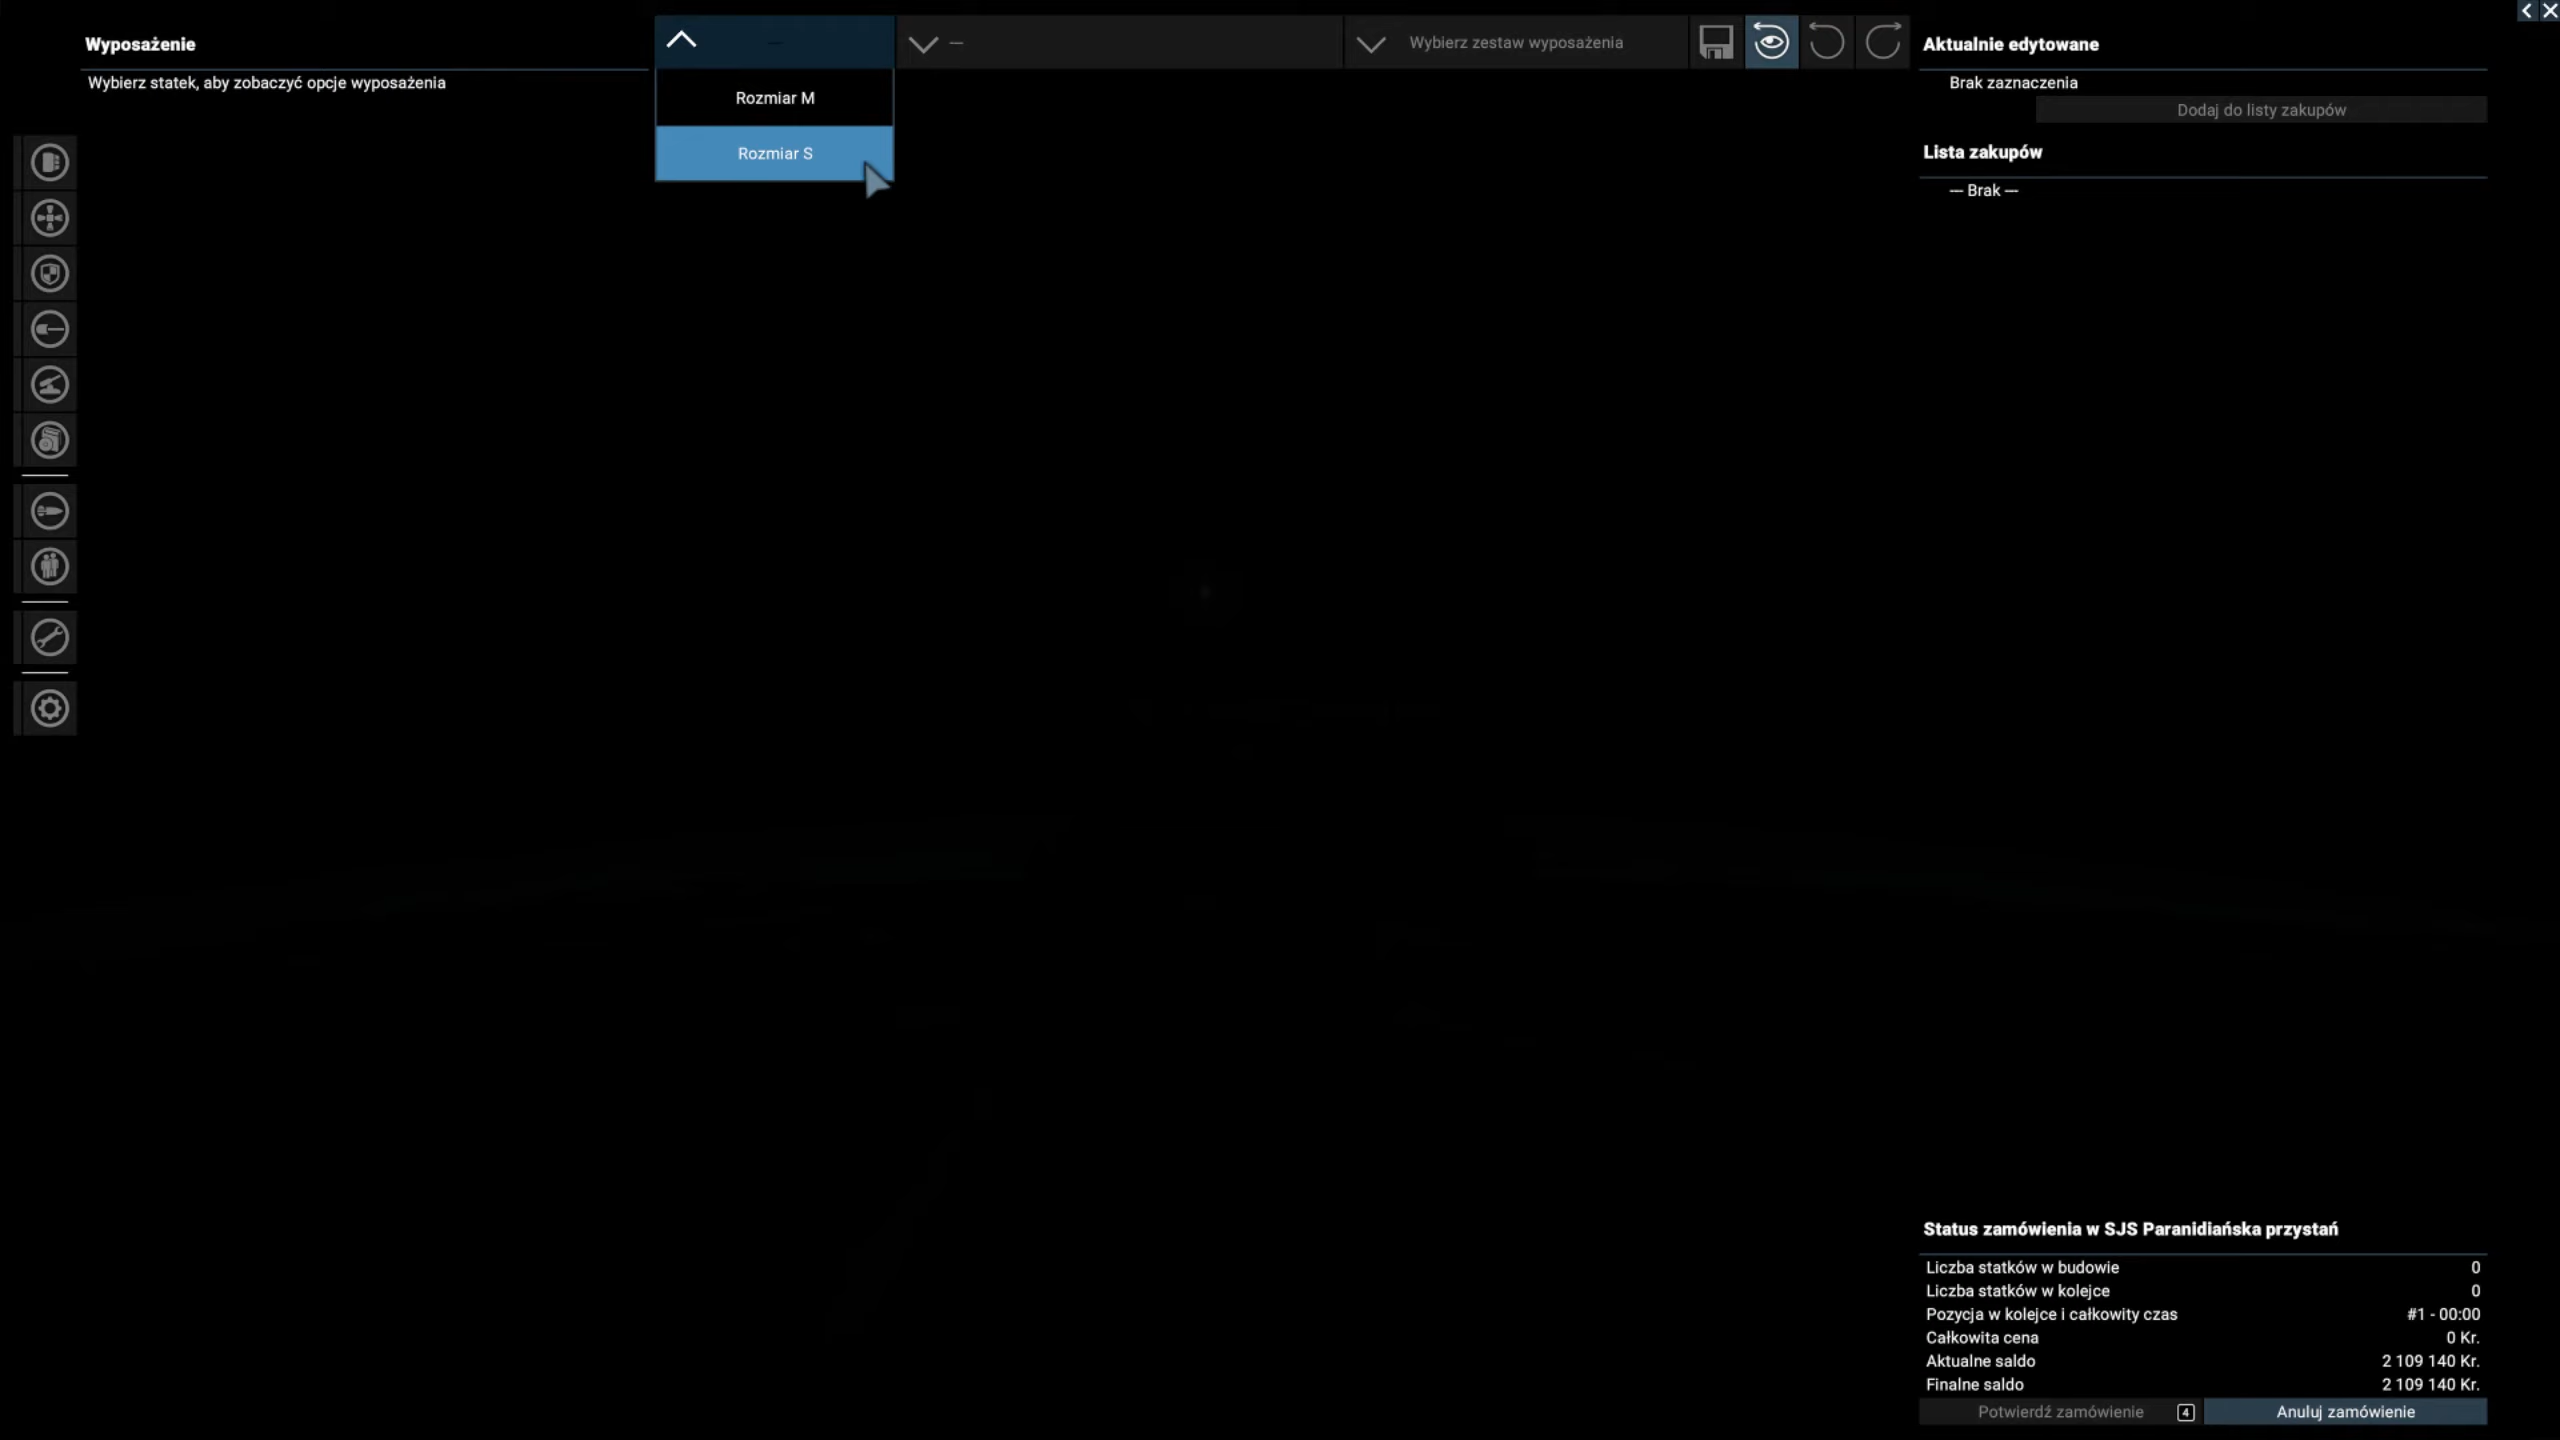 Wyposażenie
Wybierz statek, aby zobaczyć opcje wyposażenia
—
Rozmiar M
Rozmiar S
—
Wybierz zestaw wyposażenia
Aktualnie edytowane
Brak zaznaczenia
Dodaj do listy zakupów
Lista zakupów
— Brak —
Status zamówienia w SJS Paranidiańska przystań
Liczba statków w budowie 0
Liczba statków w kolejce 0
Pozycja w kolejce i całkowity czas #1 - 00:00
Całkowita cena 0 Kr.
Aktualne saldo 2 109 140 Kr.
Finalne saldo 2 109 140 Kr.
Potwierdź zamówienie 4 Anuluj zamówienie